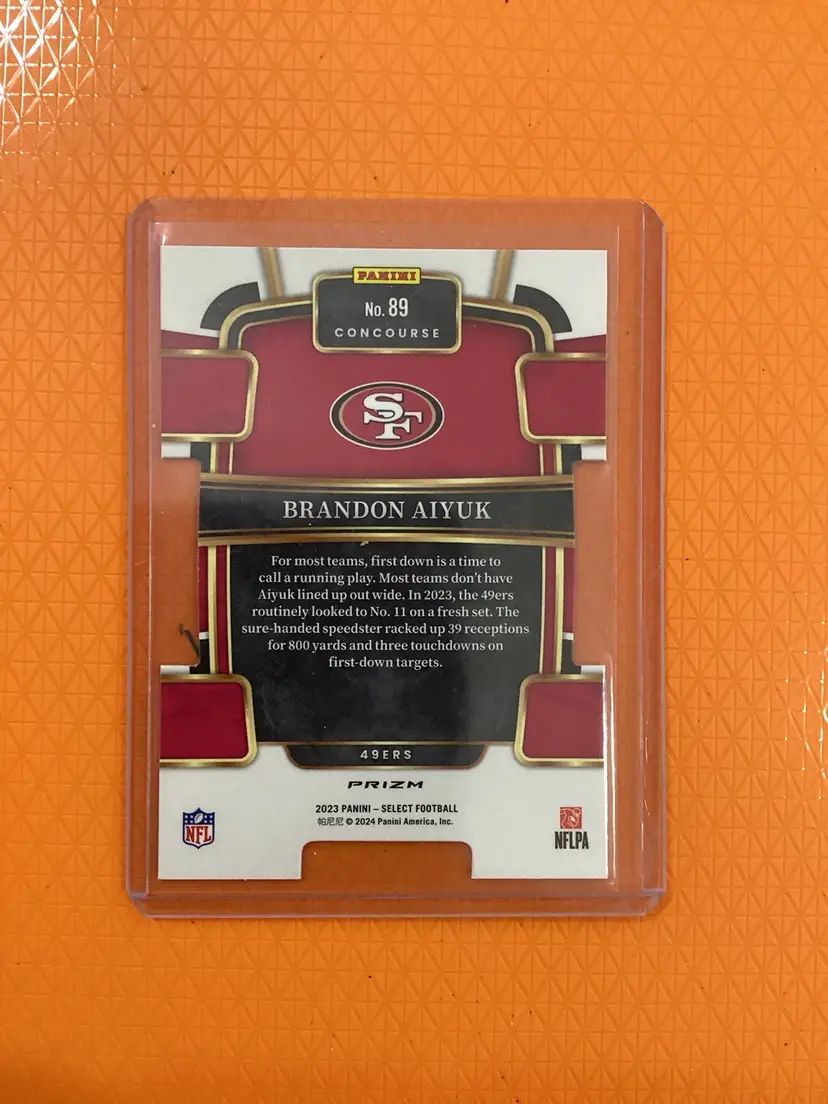 PANINI
No. 89
CONCOURSE
SF
BRANDON AIYUK
For most teams, first down is a time to
call a running play. Most teams don't have
Aiyuk lined up out wide. In 2023, the 49ers
routinely looked to No. 11 on a fresh set. The
sure-handed speedster racked up 39 receptions
for 800 yards and three touchdowns on
first-down targets.
49ERS
PRIZM
2023 PANINI – SELECT FOOTBALL
帕尼尼 © 2024 Panini America, Inc.
NFL
NFLPA